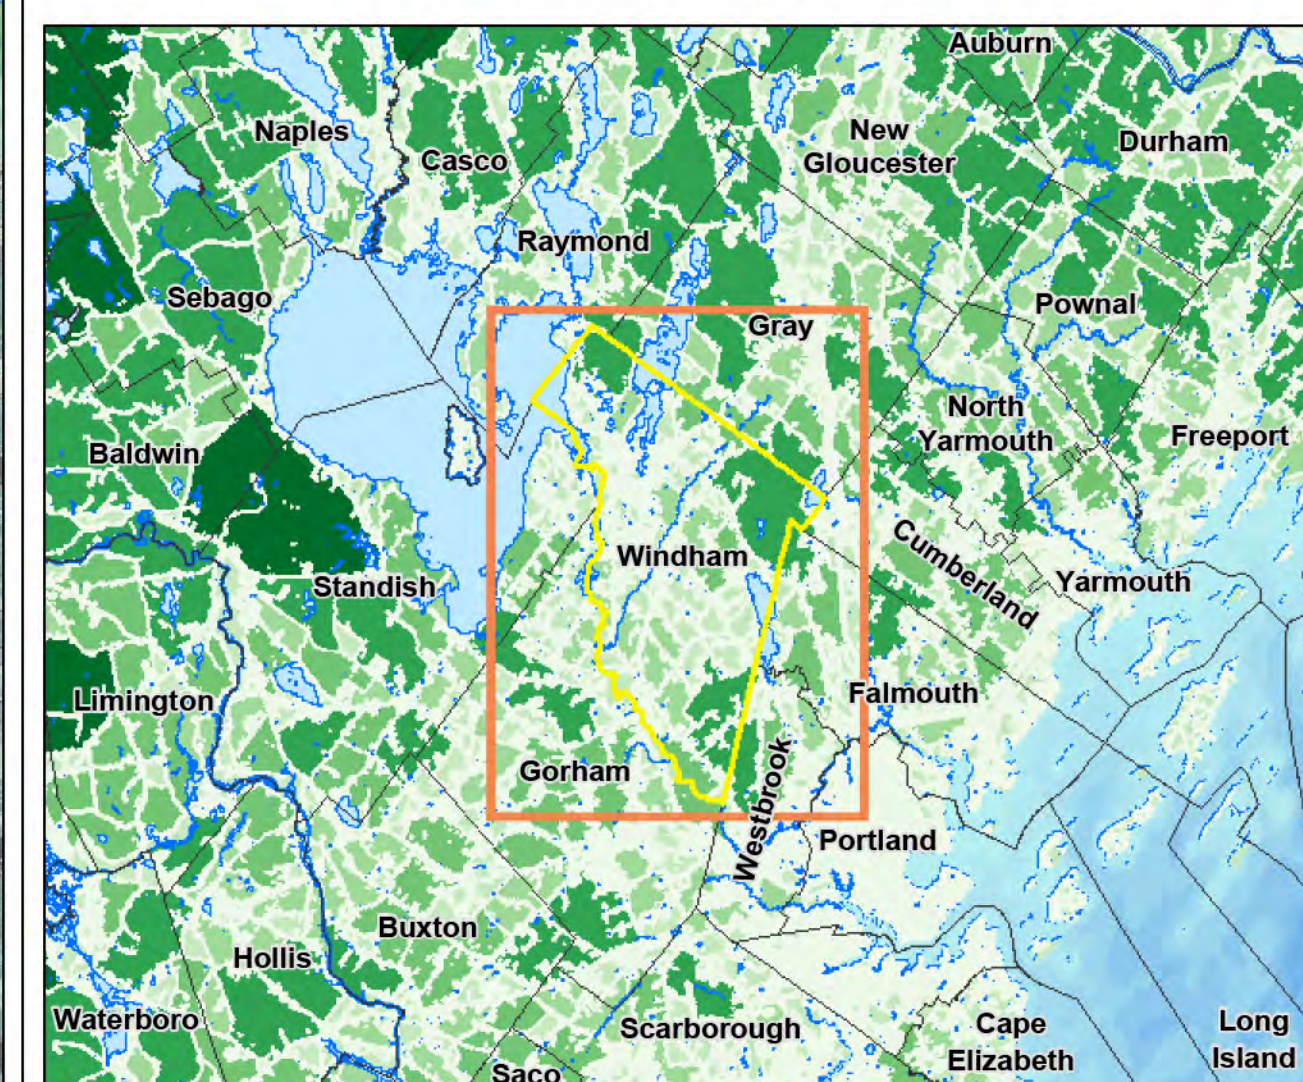 Auburn
Naples
New
Gloucester
Durham
Casco
Raymond
Sebago
Pownal
Gray
North
Yarmouth
Freeport
Baldwin
Windham
Cumberland
Standish
Yarmouth
Limington
Falmouth
Gorham
Westbrook
Portland
Buxton
Hollis
Waterboro
Scarborough
Cape
Elizabeth
Long
Island
Saco